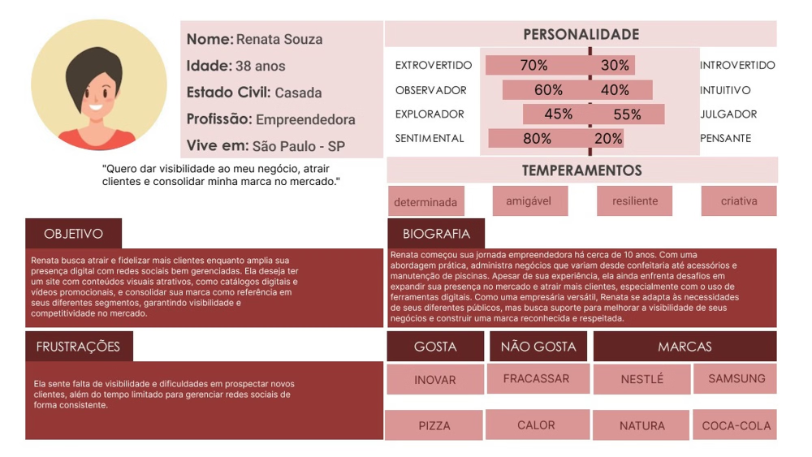 Nome: Renata Souza
Idade: 38 anos
Estado Civil: Casada
Profissão: Empreendedora
Vive em: São Paulo - SP
"Quero dar visibilidade ao meu negócio, atrair
clientes e consolidar minha marca no mercado."
PERSONALIDADE
EXTROVERTIDO 70% 30% INTROVERTIDO
OBSERVADOR 60% 40% INTUITIVO
EXPLORADOR 45% 55% JULGADOR
SENTIMENTAL 80% 20% PENSANTE
TEMPERAMENTOS
determinada amigável resiliente criativa
OBJETIVO
Renata busca atrair e fidelizar mais clientes enquanto amplia sua
presença digital com redes sociais bem gerenciadas. Ela deseja ter
um site com conteúdos visuais atrativos, como catálogos digitais e
vídeos promocionais, e consolidar sua marca como referência em
seus diferentes segmentos, garantindo visibilidade e
competitividade no mercado.
BIOGRAFIA
Renata começou sua jornada empreendedora há cerca de 10 anos. Com uma
abordagem prática, administra negócios que variam desde confeitaria até acessórios e
manutenção de piscinas. Apesar de sua experiência, ela ainda enfrenta desafios em
expandir sua presença no mercado e atrair mais clientes, especialmente com o uso de
ferramentas digitais. Como uma empresária versátil, Renata se adapta às necessidades
de seus diferentes públicos, mas busca suporte para melhorar a visibilidade de seus
negócios e construir uma marca reconhecida e respeitada.
FRUSTRAÇÕES
Ela sente falta de visibilidade e dificuldades em prospectar novos
clientes, além do tempo limitado para gerenciar redes sociais de
forma consistente.
GOSTA NÃO GOSTA MARCAS
INOVAR FRACASSAR NESTLÉ SAMSUNG
PIZZA CALOR NATURA COCA-COLA